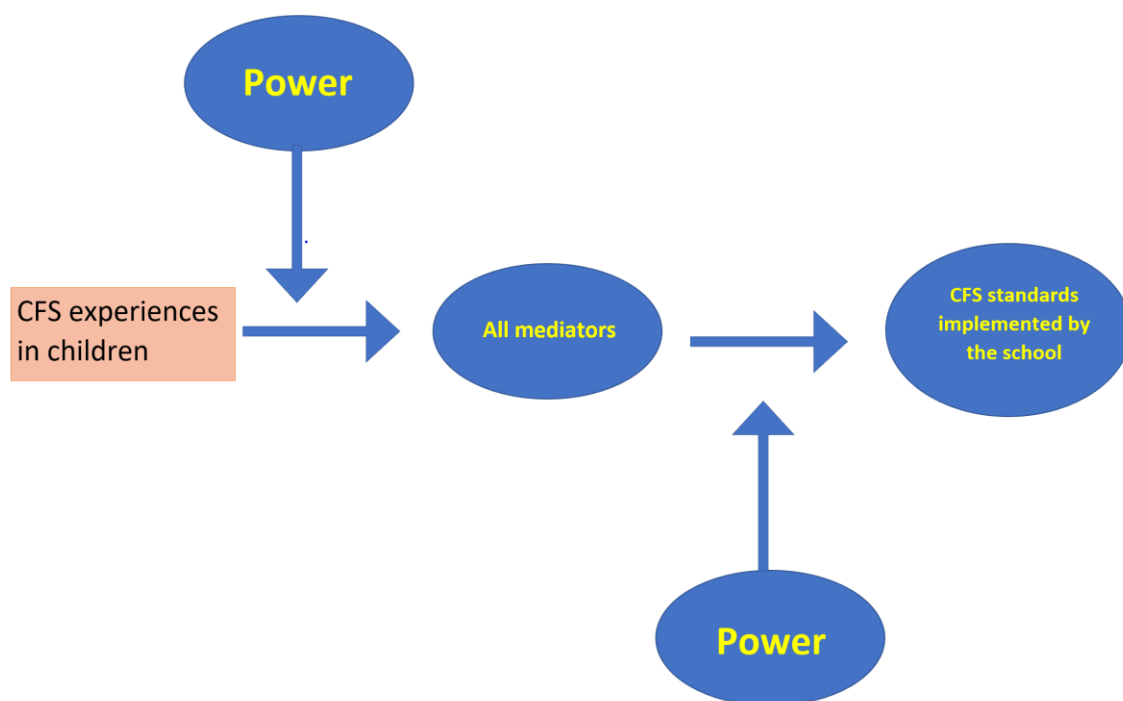 Power
CFS experiences
in children
All mediators
CFS standards
implemented by
the school
Power